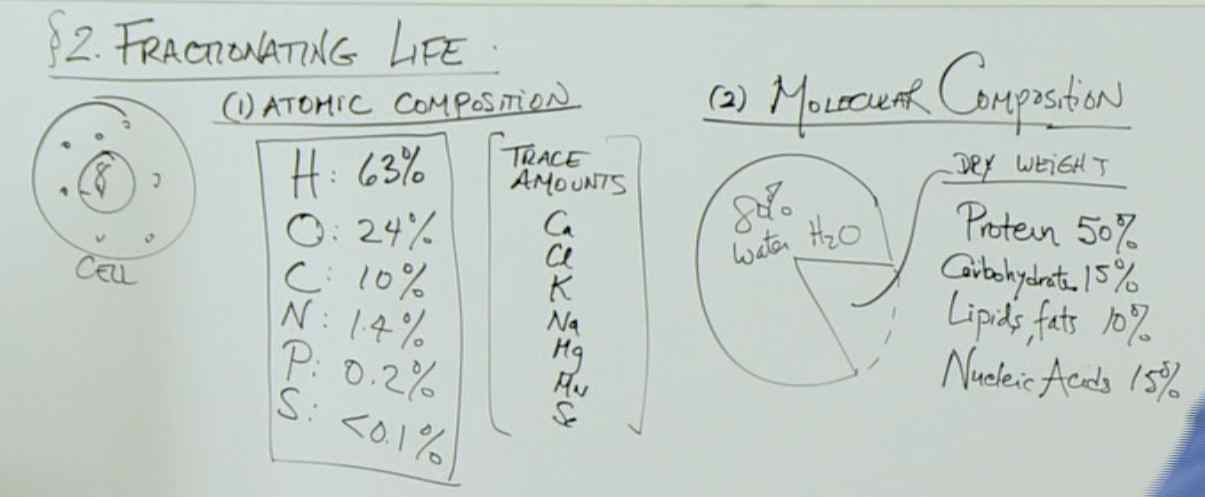 §2. FRACTIONATING LIFE.
CELL
(1) ATOMIC COMPOSITION
H: 63%
O: 24%
C: 10%
N: 1.4%
P: 0.2%
S: <0.1%
TRACE
AMOUNTS
Ca
Cl
K
Na
Mg
Mn
Se
(2) MOLECULAR COMPOSITION
80%
water H₂O
DRY WEIGHT
Protein 50%
Carbohydrate 15%
Lipids, fats 10%
Nucleic Acids 15%